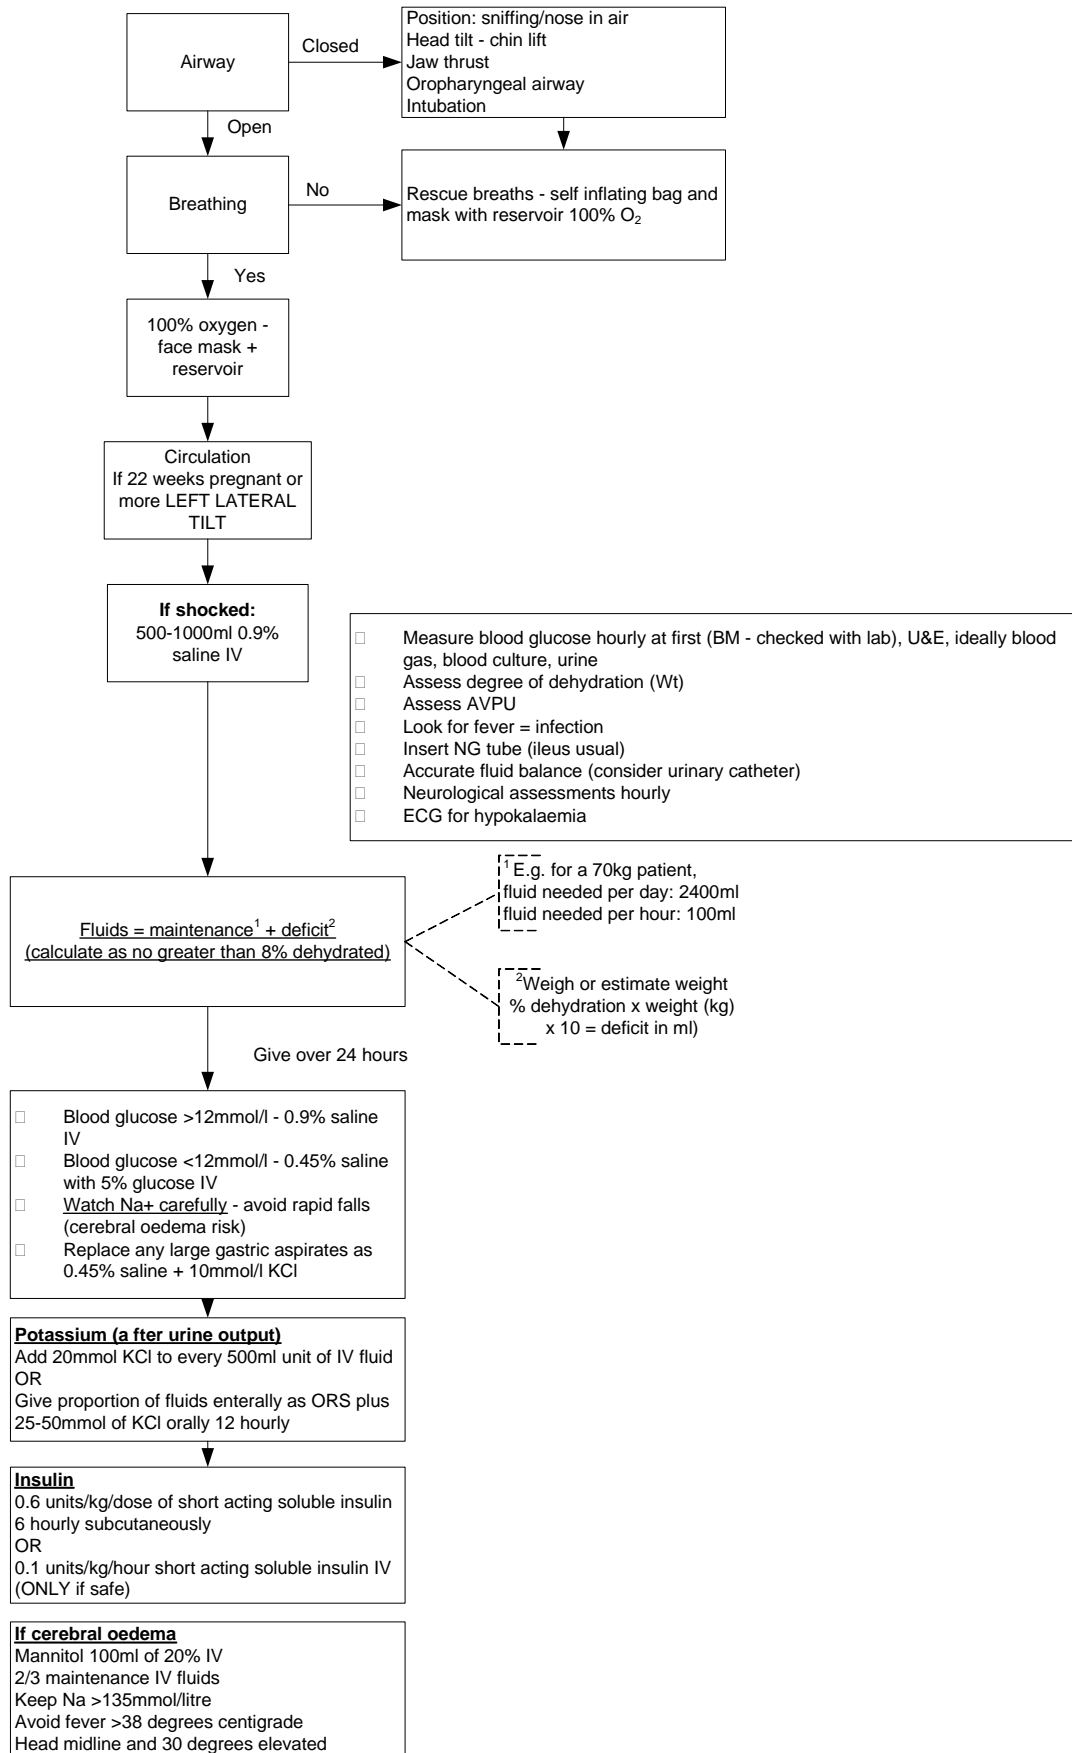 Airway
Closed
Position: sniffing/nose in air
Head tilt - chin lift
Jaw thrust
Oropharyngeal airway
Intubation
Open
Breathing
No
Rescue breaths - self inflating bag and
mask with reservoir 100% O₂
Yes
100% oxygen -
face mask +
reservoir
Circulation
If 22 weeks pregnant or
more LEFT LATERAL
TILT
If shocked:
500-1000ml 0.9%
saline IV
Measure blood glucose hourly at first (BM - checked with lab), U&E, ideally blood
gas, blood culture, urine
Assess degree of dehydration (Wt)
Assess AVPU
Look for fever = infection
Insert NG tube (ileus usual)
Accurate fluid balance (consider urinary catheter)
Neurological assessments hourly
ECG for hypokalaemia
Fluids = maintenance¹ + deficit²
(calculate as no greater than 8% dehydrated)
¹ E.g. for a 70kg patient,
fluid needed per day: 2400ml
fluid needed per hour: 100ml
²Weigh or estimate weight
% dehydration x weight (kg)
x 10 = deficit in ml)
Give over 24 hours
Blood glucose >12mmol/l - 0.9% saline
IV
Blood glucose <12mmol/l - 0.45% saline
with 5% glucose IV
Watch Na+ carefully - avoid rapid falls
(cerebral oedema risk)
Replace any large gastric aspirates as
0.45% saline + 10mmol/l KCl
Potassium (a fter urine output)
Add 20mmol KCl to every 500ml unit of IV fluid
OR
Give proportion of fluids enterally as ORS plus
25-50mmol of KCl orally 12 hourly
Insulin
0.6 units/kg/dose of short acting soluble insulin
6 hourly subcutaneously
OR
0.1 units/kg/hour short acting soluble insulin IV
(ONLY if safe)
If cerebral oedema
Mannitol 100ml of 20% IV
2/3 maintenance IV fluids
Keep Na >135mmol/litre
Avoid fever >38 degrees centigrade
Head midline and 30 degrees elevated